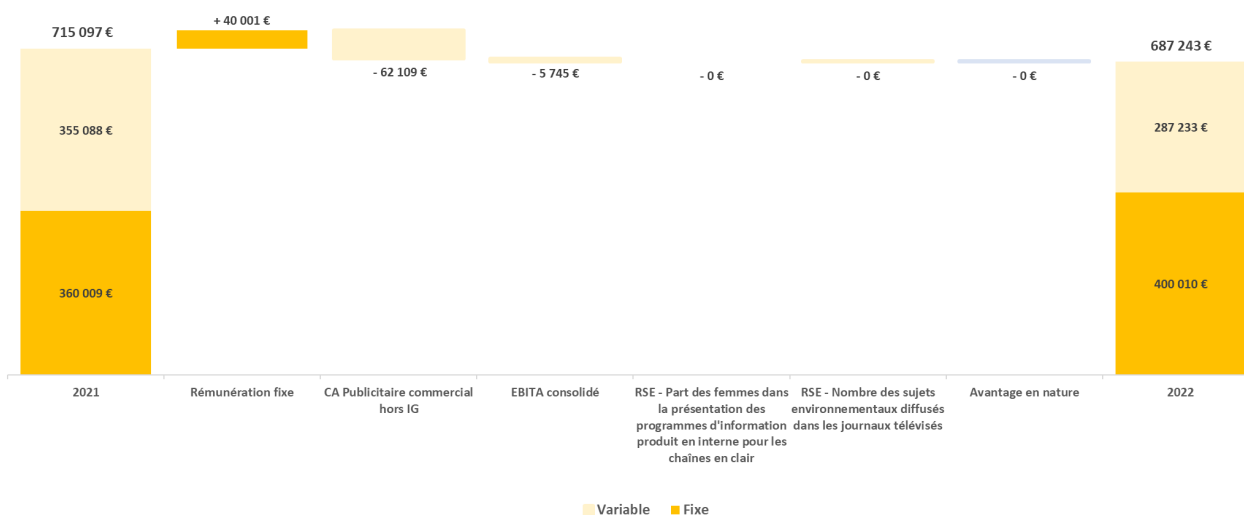 715 097 €
+ 40 001 €
- 62 109 €
- 5 745 €
- 0 €
- 0 €
- 0 €
687 243 €
355 088 €
287 233 €
360 009 €
400 010 €
2021
Rémunération fixe
CA Publicitaire commercial
hors IG
EBITA consolidé
RSE - Part des femmes dans
la présentation des
programmes d'information
produit en interne pour les
chaînes en clair
RSE - Nombre des sujets
environnementaux diffusés
dans les journaux télévisés
Avantage en nature
2022
Variable
Fixe